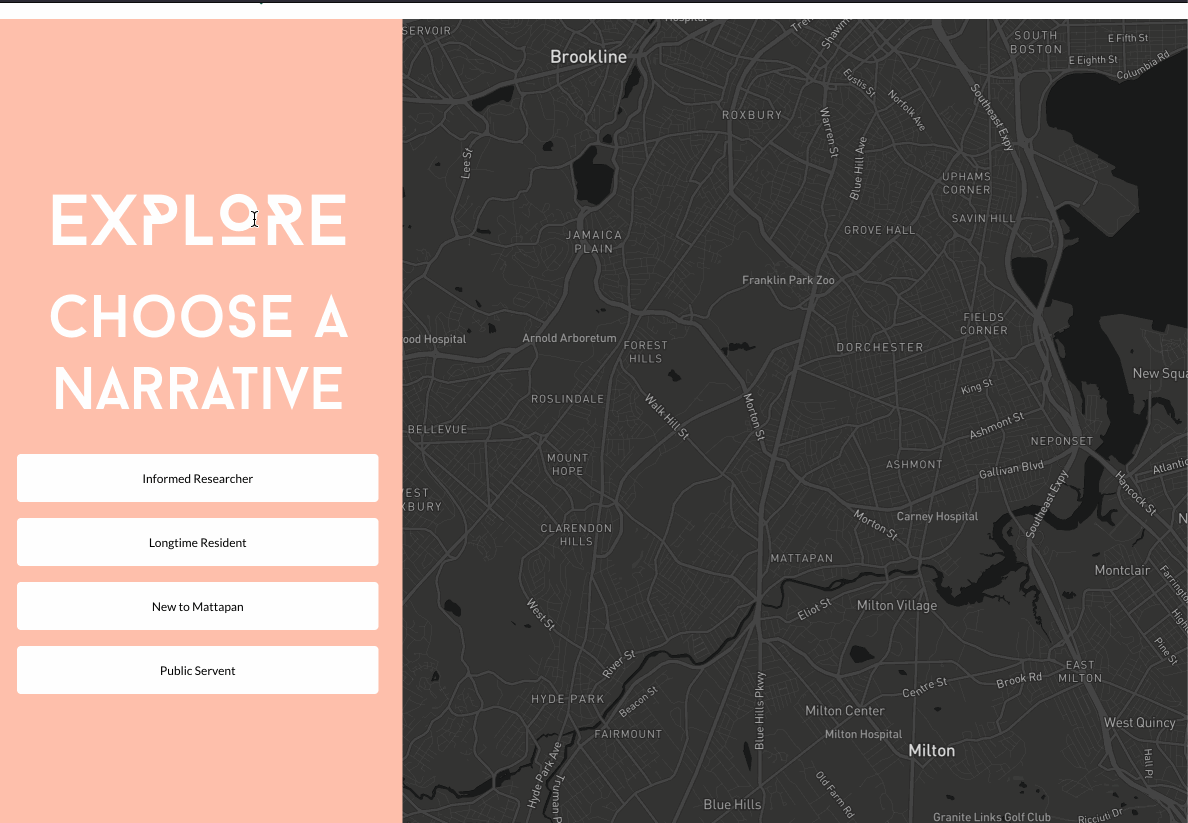 EXPLORE
CHOOSE A
NARRATIVE
Informed Researcher
Longtime Resident
New to Mattapan
Public Servent
Hospital
SERVOIR
Brookline
SOUTH
BOSTON
E Fifth St
E Eighth St
Columbia Rd
Eustis St
Norfolk Ave
Southeast Expy
ROXBURY
Warren St
Blue Hill Ave
Lee St
UPHAMS
CORNER
SAVIN HILL
JAMAICA
PLAIN
GROVE HALL
Franklin Park Zoo
FIELDS
CORNER
ood Hospital
Arnold Arboretum
FOREST
HILLS
DORCHESTER
New Squa
King St
ROSLINDALE
Walk Hill St
Morton St
Ashmont St
BELLEVUE
NEPONSET
MOUNT
HOPE
ASHMONT
Gallivan Blvd
Atlantic
Hancock St
EST
XBURY
Southeast Expy
CLARENDON
HILLS
Morton St
Carney Hospital
N
MATTAPAN
Montclair
Farring
West St
Eliot St
Milton Village
High
Pine St
River St
EAST
MILTON
HYDE PARK
Beacon St
Blue Hills Pkwy
Centre St
Brook Rd
Milton Center
West Quincy
FAIRMOUNT
Milton Hospital
Milton
Hall Pl
Hyde Park Ave
Truman P
Old Farm Rd
Blue Hills
Granite Links Golf Club
Ricciuti Dr